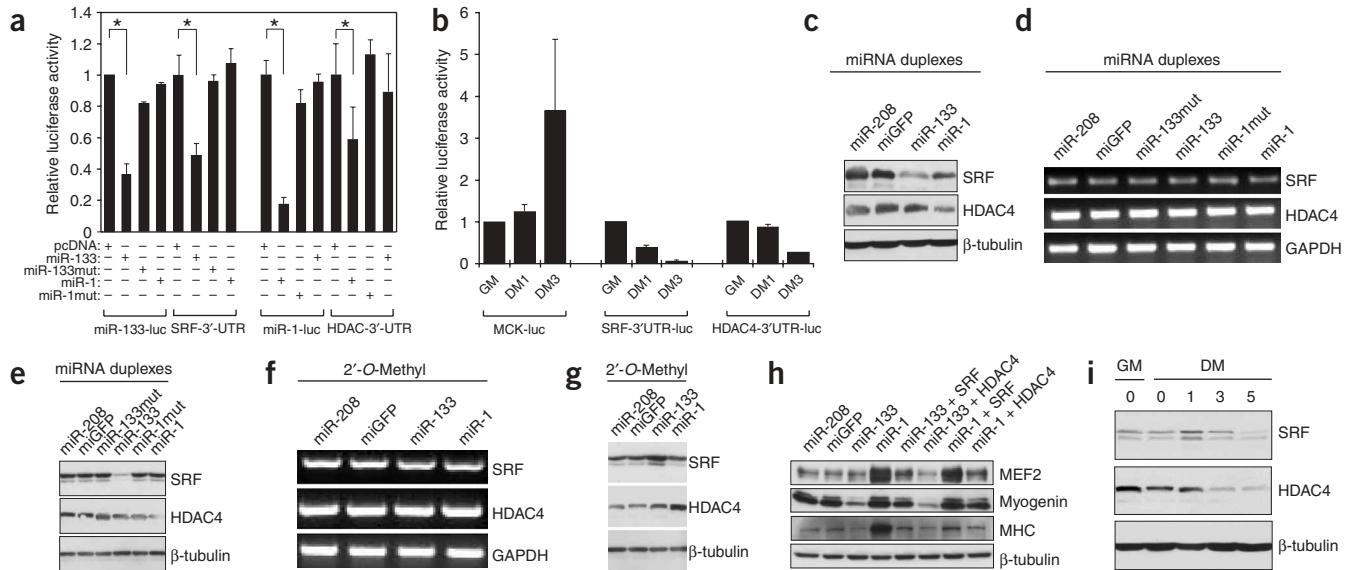 a
Relative luciferase activity
1.4
1.2
1
0.8
0.6
0.4
0.2
0
* * * *
pcDNA: + – – – + – – – + – – – + – – –
miR-133: – + – – – + – – – – – + – – – +
miR-133mut: – – + – – – + – – – – – – – – –
miR-1: – – – + – – – + – + – – – + – –
miR-1mut: – – – – – – – – – – + – – – + –
miR-133-luc SRF-3′-UTR miR-1-luc HDAC-3′-UTR
b
Relative luciferase activity
6
5
4
3
2
1
0
GM DM1 DM3 GM DM1 DM3 GM DM1 DM3
MCK-luc SRF-3′UTR-luc HDAC4-3′UTR-luc
c
miRNA duplexes
miR-208 miGFP miR-133 miR-1
SRF
HDAC4
β-tubulin
d
miRNA duplexes
miR-208 miGFP miR-133mut miR-133 miR-1mut miR-1
SRF
HDAC4
GAPDH
e
miRNA duplexes
miR-208 miGFP miR-133mut miR-133 miR-1mut miR-1
SRF
HDAC4
β-tubulin
f
2′-O-Methyl
miR-208 miGFP miR-133 miR-1
SRF
HDAC4
GAPDH
g
2′-O-Methyl
miR-208 miGFP miR-133 miR-1
SRF
HDAC4
β-tubulin
h
miR-208 miGFP miR-133 miR-1 miR-133 + SRF miR-133 + HDAC4 miR-1 + SRF miR-1 + HDAC4
MEF2
Myogenin
MHC
β-tubulin
i
GM DM
0 0 1 3 5
SRF
HDAC4
β-tubulin